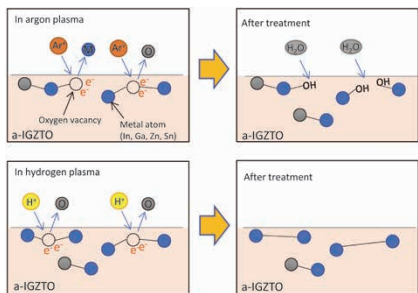 In argon plasma
Ar⁺
M
Ar⁺
O
e⁻
e⁻
e⁻
e⁻
Oxygen vacancy
Metal atom
(In, Ga, Zn, Sn)
a-IGZTO
After treatment
H₂O
H₂O
OH
OH
OH
a-IGZTO
In hydrogen plasma
H⁺
O
H⁺
O
e⁻
e⁻
e⁻
e⁻
a-IGZTO
After treatment
a-IGZTO